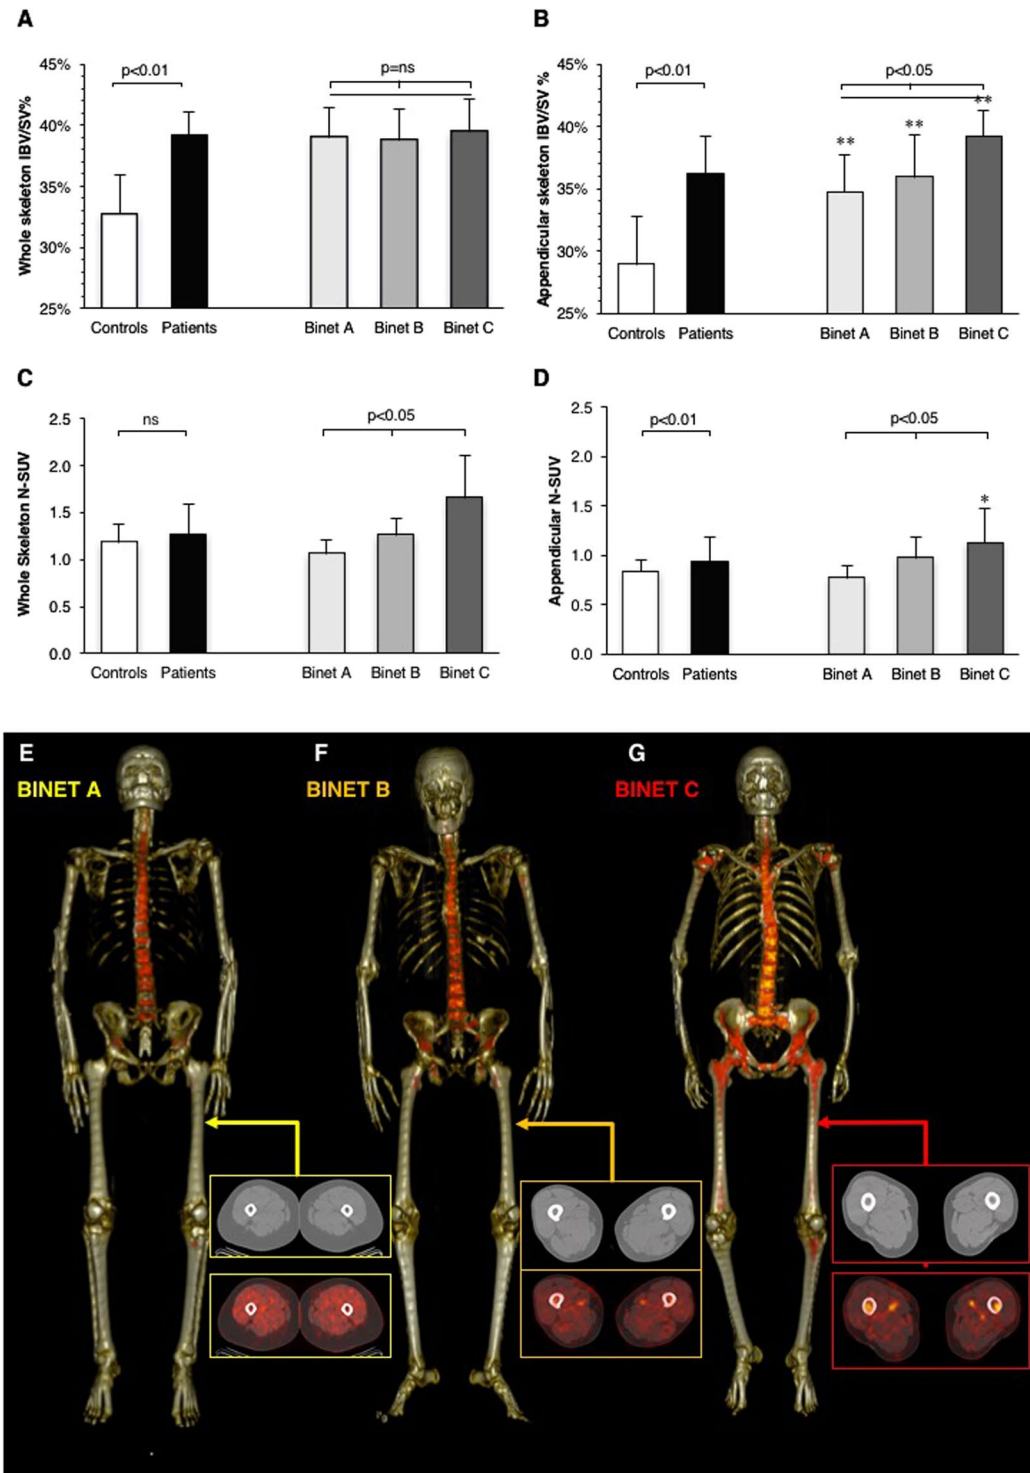 A
Whole skeleton IBV/SV%
45%
40%
35%
30%
25%
p<0.01
p=ns
Controls Patients Binet A Binet B Binet C
B
Appendicular skeleton IBV/SV %
45%
40%
35%
30%
25%
p<0.01
p<0.05
**
**
**
Controls Patients Binet A Binet B Binet C
C
Whole Skeleton N-SUV
2.5
2.0
1.5
1.0
0.5
0.0
ns
p<0.05
Controls Patients Binet A Binet B Binet C
D
Appendicular N-SUV
2.5
2.0
1.5
1.0
0.5
0.0
p<0.01
p<0.05
*
Controls Patients Binet A Binet B Binet C
E
BINET A
F
BINET B
G
BINET C